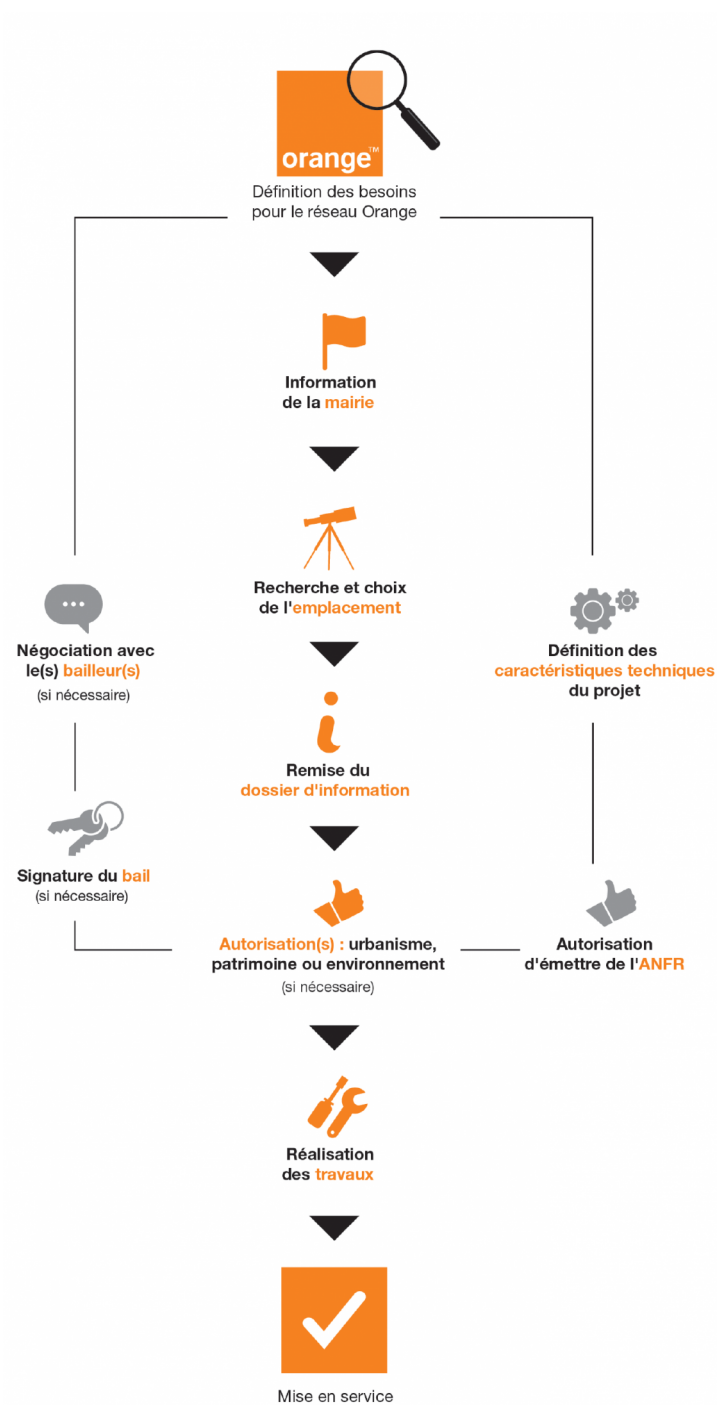 orange™
Définition des besoins
pour le réseau Orange
Information
de la mairie
Recherche et choix
de l'emplacement
Négociation avec
le(s) bailleur(s)
(si nécessaire)
Définition des
caractéristiques techniques
du projet
Remise du
dossier d'information
Signature du bail
(si nécessaire)
Autorisation(s) : urbanisme,
patrimoine ou environnement
(si nécessaire)
Autorisation
d'émettre de l'ANFR
Réalisation
des travaux
Mise en service